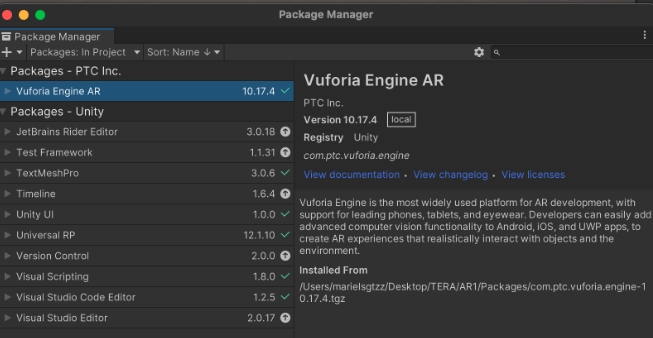 Package Manager
Package Manager
Packages: In Project
Sort: Name ↓
Packages - PTC Inc.
Vuforia Engine AR 10.17.4
Packages - Unity
JetBrains Rider Editor 3.0.18
Test Framework 1.1.31
TextMeshPro 3.0.6
Timeline 1.6.4
Unity UI 1.0.0
Universal RP 12.1.10
Version Control 2.0.0
Visual Scripting 1.8.0
Visual Studio Code Editor 1.2.5
Visual Studio Editor 2.0.17
Vuforia Engine AR
PTC Inc.
Version 10.17.4 local
Registry Unity
com.ptc.vuforia.engine
View documentation • View changelog • View licenses
Vuforia Engine is the most widely used platform for AR development, with
support for leading phones, tablets, and eyewear. Developers can easily add
advanced computer vision functionality to Android, iOS, and UWP apps, to
create AR experiences that realistically interact with objects and the
environment.
Installed From
/Users/marielsgtzz/Desktop/TERA/AR1/Packages/com.ptc.vuforia.engine-1
0.17.4.tgz